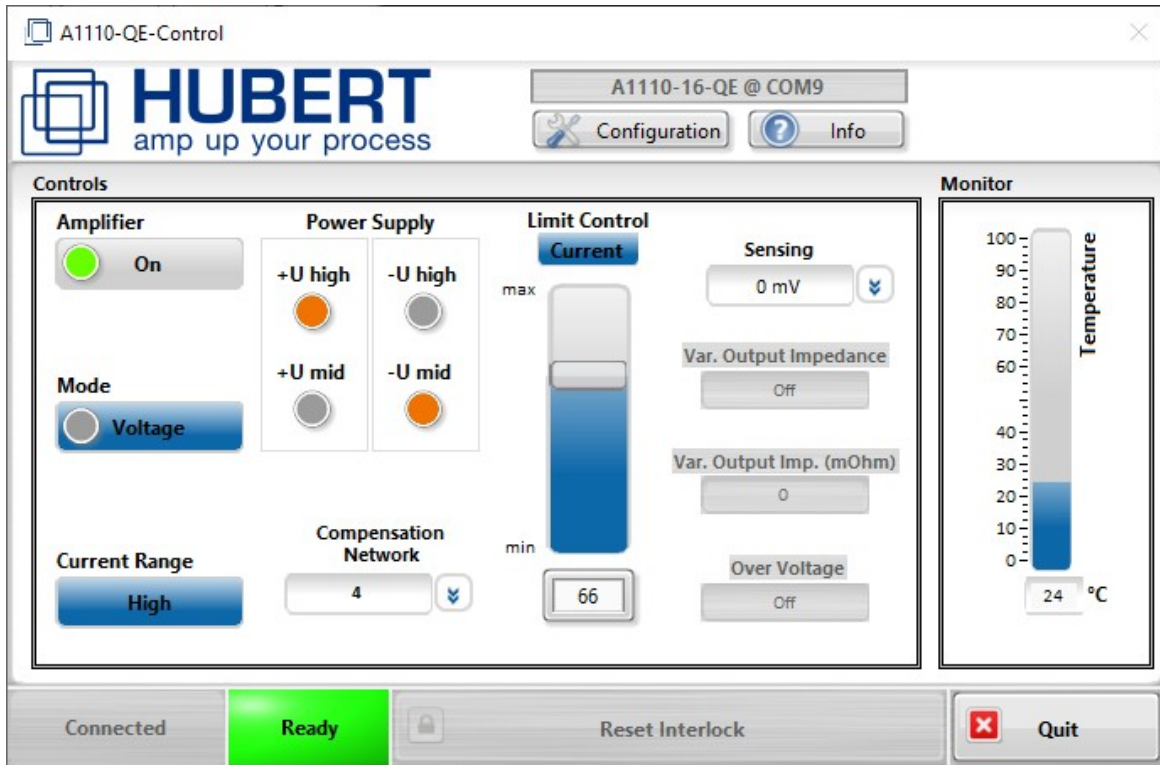 A1110-QE-Control
HUBERT
amp up your process
A1110-16-QE @ COM9
Configuration
Info
Controls
Amplifier
On
Mode
Voltage
Current Range
High
Power Supply
+U high
-U high
+U mid
-U mid
Compensation
Network
4
Limit Control
Current
max
min
66
Sensing
0 mV
Var. Output Impedance
Off
Var. Output Imp. (mOhm)
0
Over Voltage
Off
Monitor
100
90
80
70
60
40
30
20
10
0
Temperature
24 °C
Connected
Ready
Reset Interlock
Quit